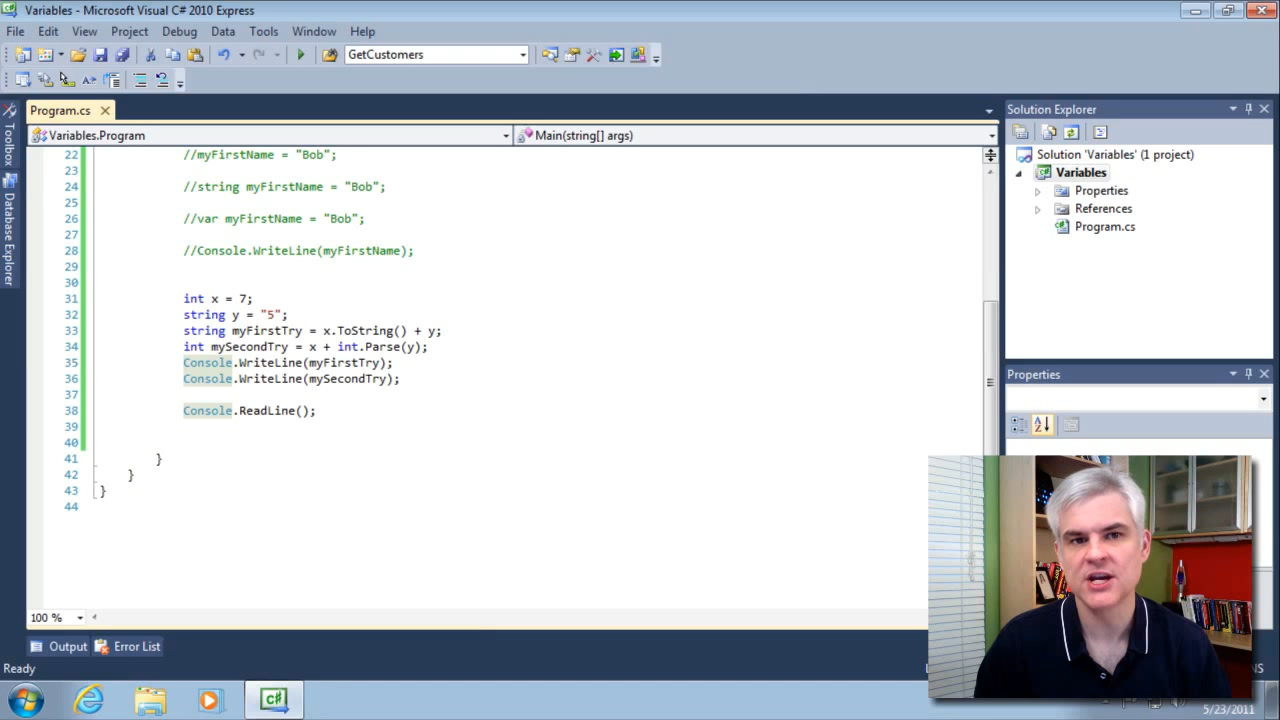 Variables - Microsoft Visual C# 2010 Express
File Edit View Project Debug Data Tools Window Help
GetCustomers
Program.cs
Solution Explorer
Variables.Program
Main(string[] args)
Toolbox
Database Explorer
22 //myFirstName = "Bob";
23
24 //string myFirstName = "Bob";
25
26 //var myFirstName = "Bob";
27
28 //Console.WriteLine(myFirstName);
29
30
31 int x = 7;
32 string y = "5";
33 string myFirstTry = x.ToString() + y;
34 int mySecondTry = x + int.Parse(y);
35 Console.WriteLine(myFirstTry);
36 Console.WriteLine(mySecondTry);
37
38 Console.ReadLine();
39
40
41 }
42 }
43 }
44
Solution 'Variables' (1 project)
Variables
Properties
References
Program.cs
Properties
100 %
Output Error List
Ready
5/23/2011